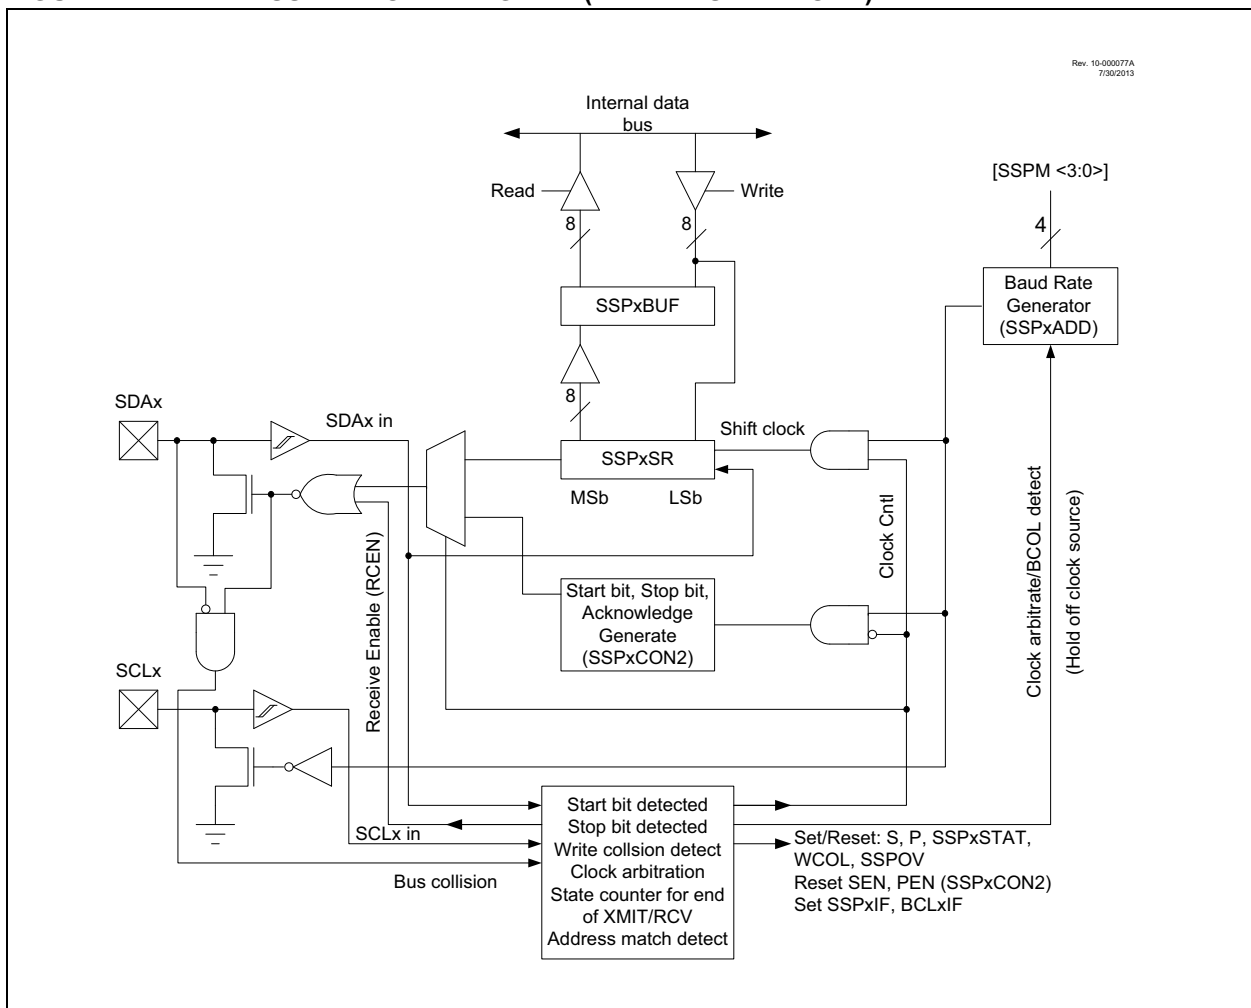 Rev. 10-000077A
7/30/2013
Internal data
bus
[SSPM <3:0>]
Read
Write
8
8
4
SSPxBUF
Baud Rate
Generator
(SSPxADD)
8
SDAx
SDAx in
Shift clock
SSPxSR
MSb
LSb
Clock Cntl
Clock arbitrate/BCOL detect
(Hold off clock source)
Receive Enable (RCEN)
Start bit, Stop bit,
Acknowledge
Generate
(SSPxCON2)
SCLx
SCLx in
Bus collision
Start bit detected
Stop bit detected
Write collsion detect
Clock arbitration
State counter for end
of XMIT/RCV
Address match detect
Set/Reset: S, P, SSPxSTAT,
WCOL, SSPOV
Reset SEN, PEN (SSPxCON2)
Set SSPxIF, BCLxIF